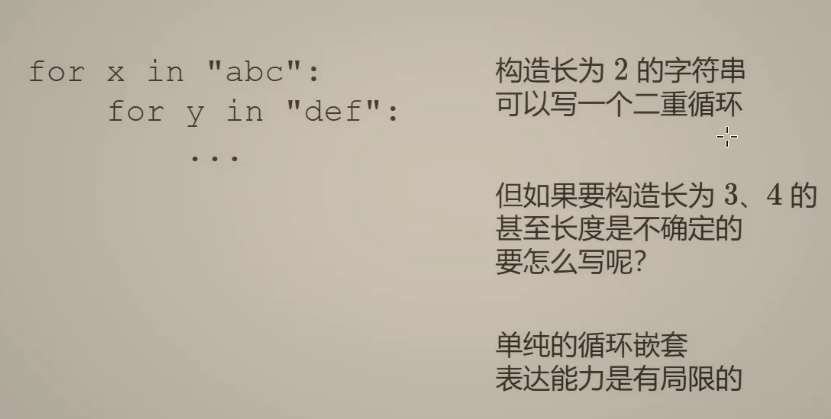 for x in "abc":
for y in "def":
...
构造长为 2 的字符串
可以写一个二重循环
但如果要构造长为 3、4 的
甚至长度是不确定的
要怎么写呢？
单纯的循环嵌套
表达能力是有局限的